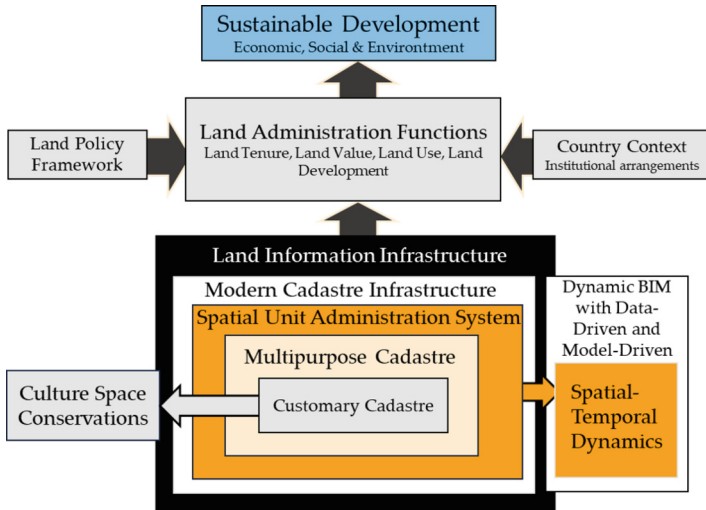 Sustainable Development
Economic, Social & Environtment
Land Administration Functions
Land Tenure, Land Value, Land Use, Land
Development
Land Policy
Framework
Country Context
Institutional arrangements
Land Information Infrastructure
Modern Cadastre Infrastructure
Spatial Unit Administration System
Multipurpose Cadastre
Customary Cadastre
Culture Space
Conservations
Dynamic BIM
with Data-
Driven and
Model-Driven
Spatial-
Temporal
Dynamics